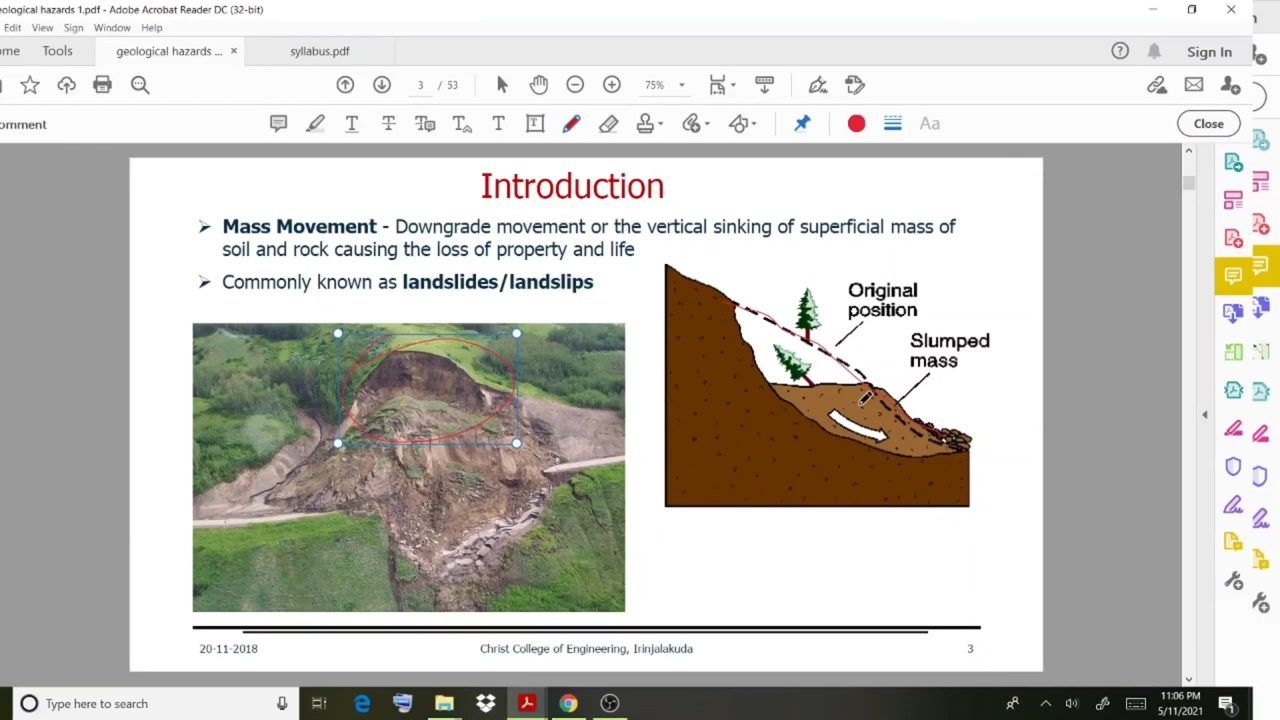 eological hazards 1.pdf - Adobe Acrobat Reader DC (32-bit)
Edit View Sign Window Help
ome Tools geological hazards ... × syllabus.pdf Sign In
3 / 53 75%
omment Close
Introduction
Mass Movement - Downgrade movement or the vertical sinking of superficial mass of
soil and rock causing the loss of property and life
Commonly known as landslides/landslips
Original
position
Slumped
mass
20-11-2018 Christ College of Engineering, Irinjalakuda 3
Type here to search
11:06 PM
5/11/2021